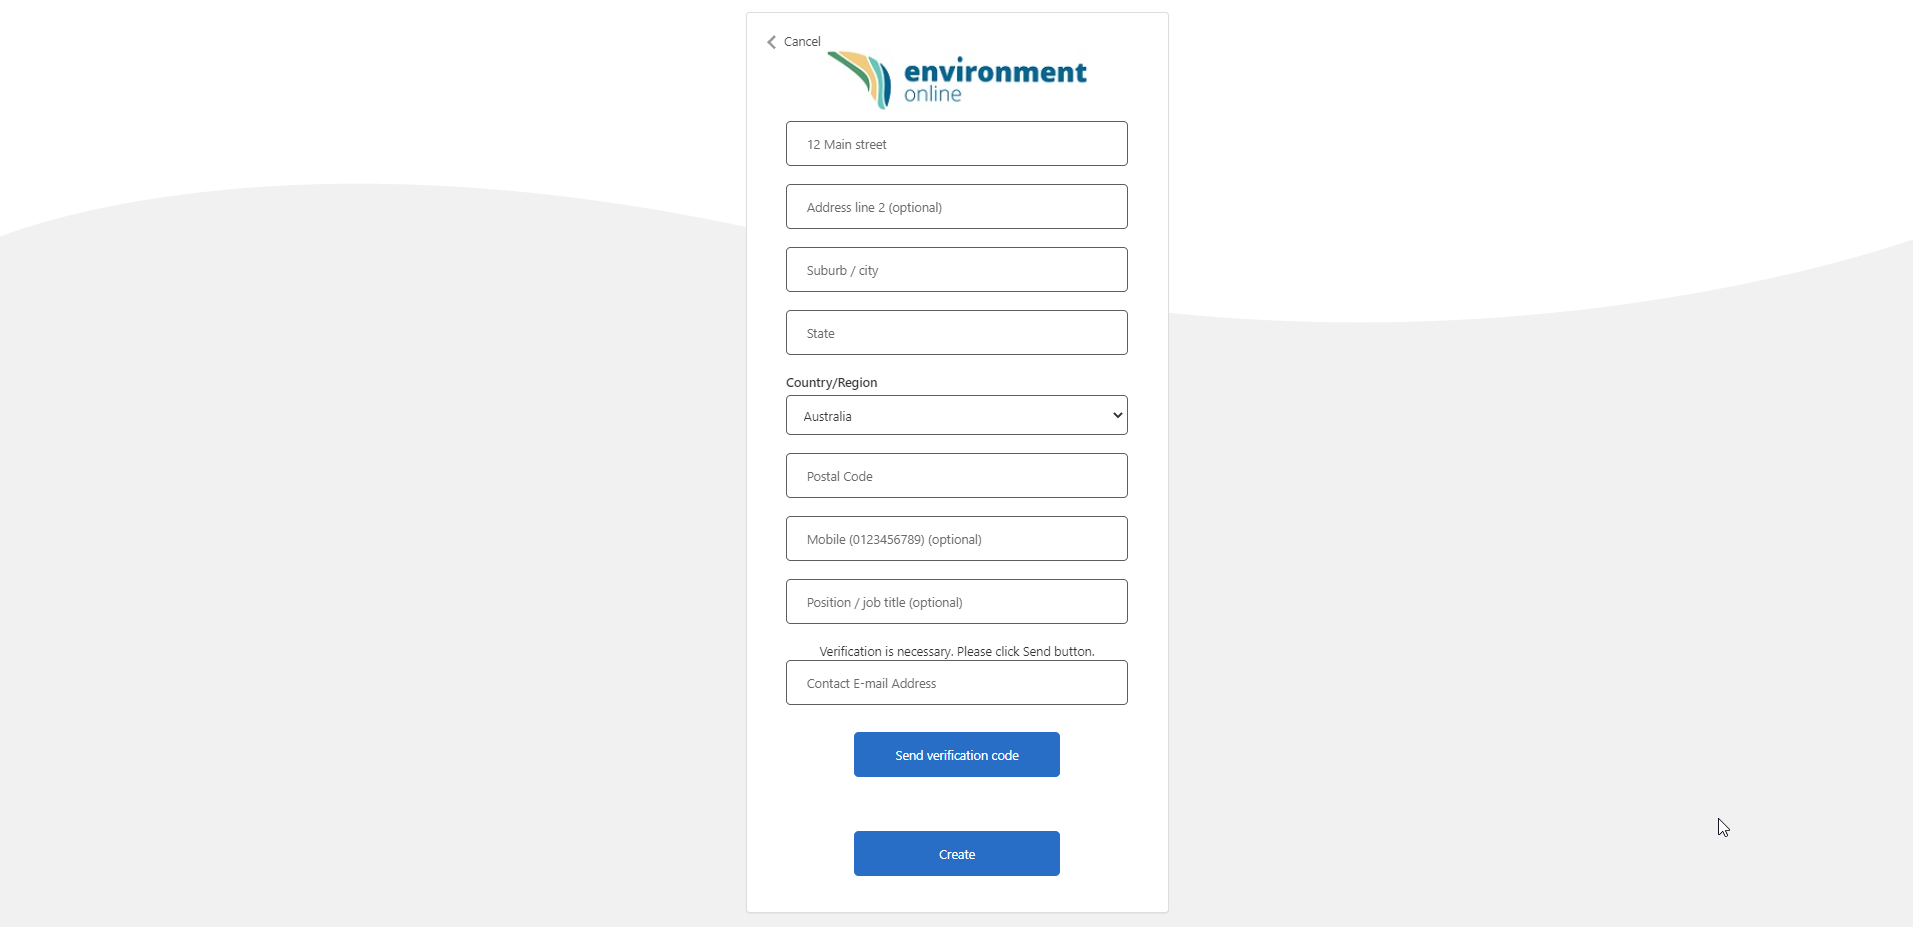 Cancel
environment
online
12 Main street
Address line 2 (optional)
Suburb / city
State
Country/Region
Australia
Postal Code
Mobile (0123456789) (optional)
Position / job title (optional)
Verification is necessary. Please click Send button.
Contact E-mail Address
Send verification code
Create